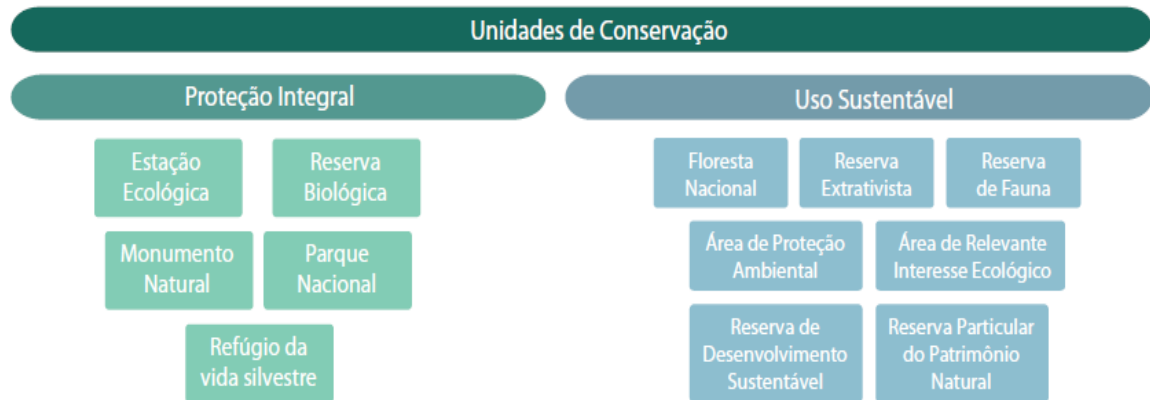 Unidades de Conservação
Proteção Integral
Uso Sustentável
Estação
Ecológica
Reserva
Biológica
Monumento
Natural
Parque
Nacional
Refúgio da
vida silvestre
Floresta
Nacional
Reserva
Extrativista
Reserva
de Fauna
Área de Proteção
Ambiental
Área de Relevante
Interesse Ecológico
Reserva de
Desenvolvimento
Sustentável
Reserva Particular
do Patrimônio
Natural